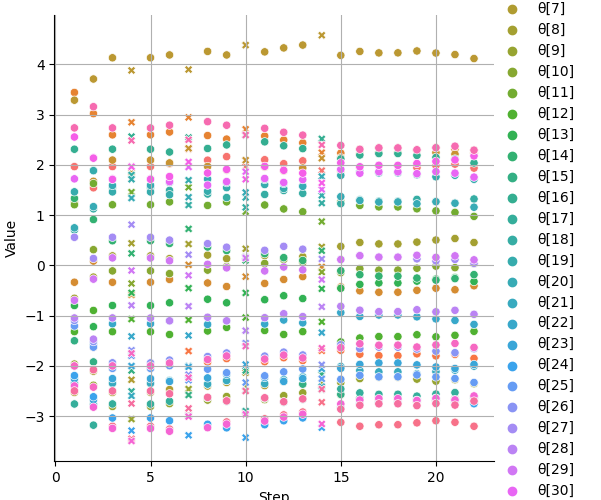 4
3
2
1
0
−1
−2
−3
Value
0
5
10
15
20
Step
θ[7]
θ[8]
θ[9]
θ[10]
θ[11]
θ[12]
θ[13]
θ[14]
θ[15]
θ[16]
θ[17]
θ[18]
θ[19]
θ[20]
θ[21]
θ[22]
θ[23]
θ[24]
θ[25]
θ[26]
θ[27]
θ[28]
θ[29]
θ[30]